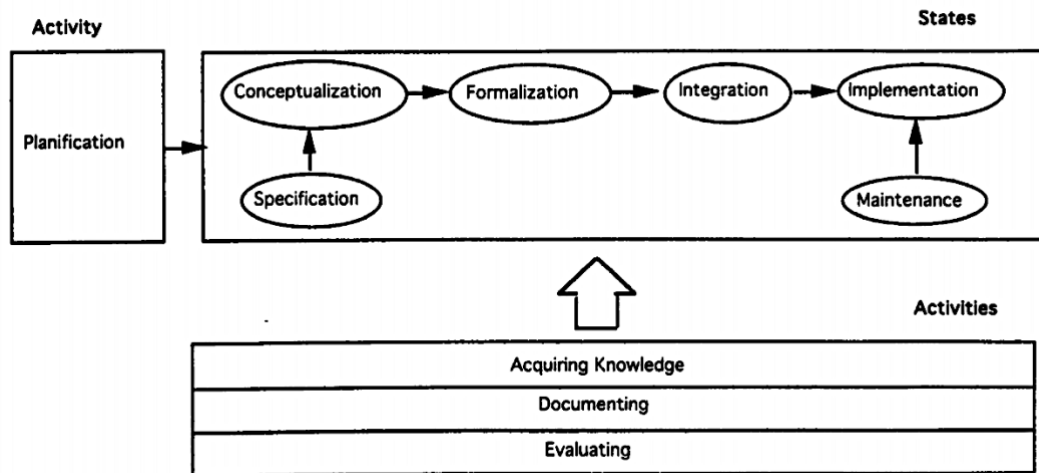 Activity
States
Planification
Conceptualization
Formalization
Integration
Implementation
Specification
Maintenance
Activities
Acquiring Knowledge
Documenting
Evaluating